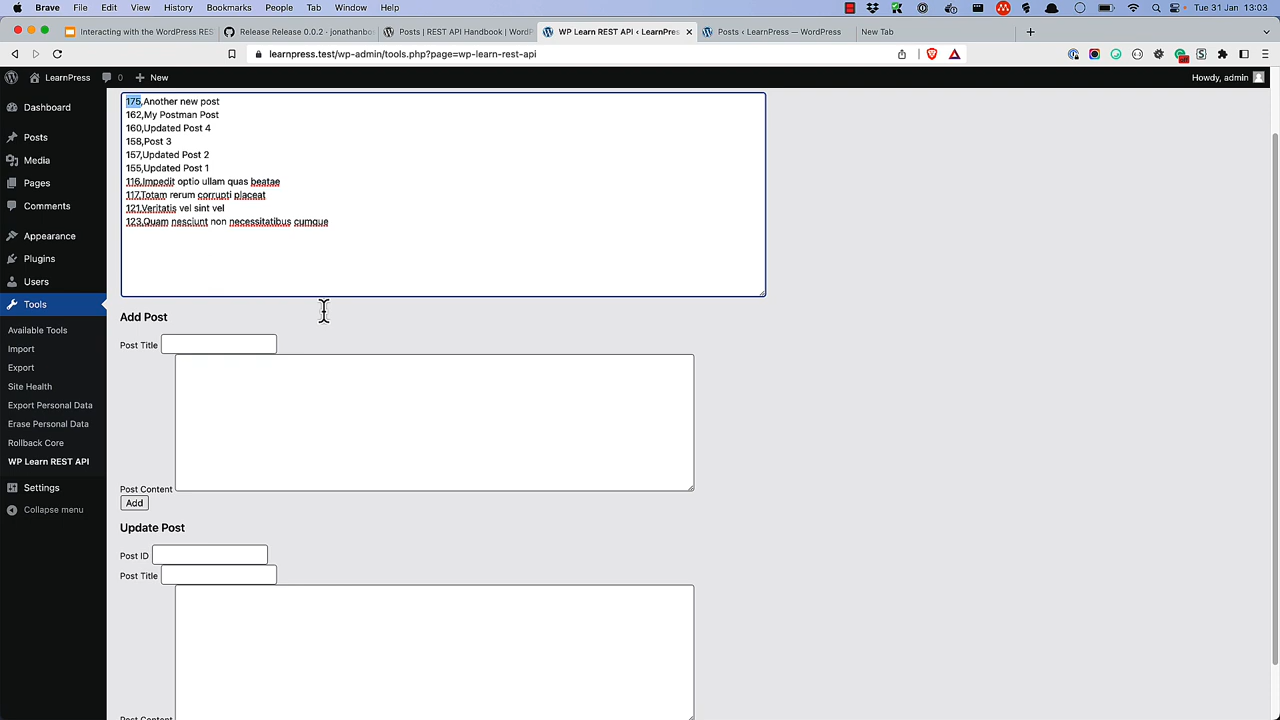 Brave File Edit View History Bookmarks People Tab Window Help Tue 31 Jan 13:03
Interacting with the WordPress RES Release Release 0.0.2 · jonathanbos Posts | REST API Handbook | WordP WP Learn REST API ‹ LearnPress Posts ‹ LearnPress — WordPress New Tab
learnpress.test/wp-admin/tools.php?page=wp-learn-rest-api
LearnPress 0 New Howdy, admin
Dashboard
Posts
Media
Pages
Comments
Appearance
Plugins
Users
Tools
Available Tools
Import
Export
Site Health
Export Personal Data
Erase Personal Data
Rollback Core
WP Learn REST API
Settings
Collapse menu
175,Another new post
162,My Postman Post
160,Updated Post 4
158,Post 3
157,Updated Post 2
155,Updated Post 1
116,Impedit optio ullam quas beatae
117,Totam rerum corrupti placeat
121,Veritatis vel sint vel
123,Quam nesciunt non necessitatibus cumque
Add Post
Post Title
Post Content
Add
Update Post
Post ID
Post Title
Post Content